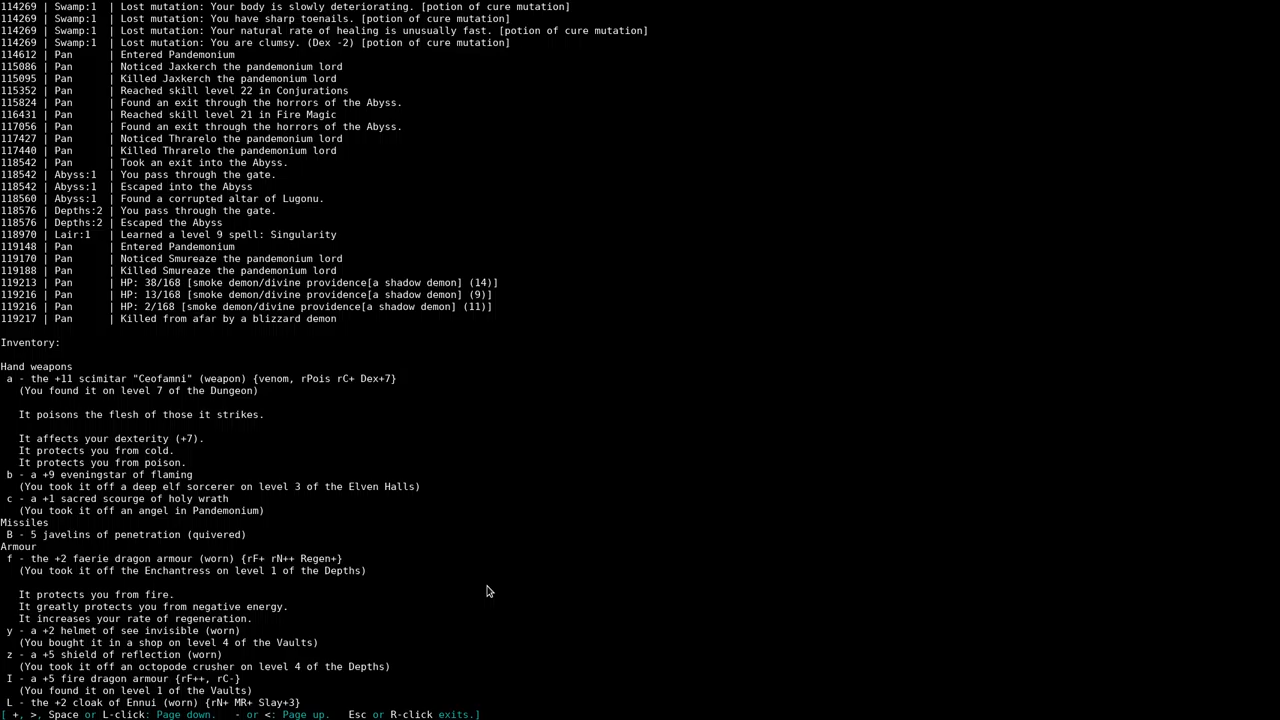 114269 | Swamp:1  | Lost mutation: Your body is slowly deteriorating. [potion of cure mutation]
114269 | Swamp:1  | Lost mutation: You have sharp toenails. [potion of cure mutation]
114269 | Swamp:1  | Lost mutation: Your natural rate of healing is unusually fast. [potion of cure mutation]
114269 | Swamp:1  | Lost mutation: You are clumsy. (Dex -2) [potion of cure mutation]
114612 | Pan      | Entered Pandemonium
115086 | Pan      | Noticed Jaxkerch the pandemonium lord
115095 | Pan      | Killed Jaxkerch the pandemonium lord
115352 | Pan      | Reached skill level 22 in Conjurations
115824 | Pan      | Found an exit through the horrors of the Abyss.
116431 | Pan      | Reached skill level 21 in Fire Magic
117056 | Pan      | Found an exit through the horrors of the Abyss.
117427 | Pan      | Noticed Thrarelo the pandemonium lord
117440 | Pan      | Killed Thrarelo the pandemonium lord
118542 | Pan      | Took an exit into the Abyss.
118542 | Abyss:1  | You pass through the gate.
118542 | Abyss:1  | Escaped into the Abyss
118560 | Abyss:1  | Found a corrupted altar of Lugonu.
118576 | Depths:2 | You pass through the gate.
118576 | Depths:2 | Escaped the Abyss
118970 | Lair:1   | Learned a level 9 spell: Singularity
119148 | Pan      | Entered Pandemonium
119170 | Pan      | Noticed Smureaze the pandemonium lord
119188 | Pan      | Killed Smureaze the pandemonium lord
119213 | Pan      | HP: 38/168 [smoke demon/divine providence[a shadow demon] (14)]
119216 | Pan      | HP: 13/168 [smoke demon/divine providence[a shadow demon] (9)]
119216 | Pan      | HP: 2/168 [smoke demon/divine providence[a shadow demon] (11)]
119217 | Pan      | Killed from afar by a blizzard demon
Inventory:
Hand weapons
a - the +11 scimitar "Ceofamni" (weapon) {venom, rPois rC+ Dex+7}
(You found it on level 7 of the Dungeon)
It poisons the flesh of those it strikes.
It affects your dexterity (+7).
It protects you from cold.
It protects you from poison.
b - a +9 eveningstar of flaming
(You took it off a deep elf sorcerer on level 3 of the Elven Halls)
c - a +1 sacred scourge of holy wrath
(You took it off an angel in Pandemonium)
Missiles
B - 5 javelins of penetration (quivered)
Armour
f - the +2 faerie dragon armour (worn) {rF+ rN++ Regen+}
(You took it off the Enchantress on level 1 of the Depths)
It protects you from fire.
It greatly protects you from negative energy.
It increases your rate of regeneration.
y - a +2 helmet of see invisible (worn)
(You bought it in a shop on level 4 of the Vaults)
z - a +5 shield of reflection (worn)
(You took it off an octopode crusher on level 4 of the Depths)
I - a +5 fire dragon armour {rF++, rC-}
(You found it on level 1 of the Vaults)
L - the +2 cloak of Ennui (worn) {rN+ MR+ Slay+3}
[ +, >, Space or L-click: Page down.   - or <: Page up.   Esc or R-click exits.]